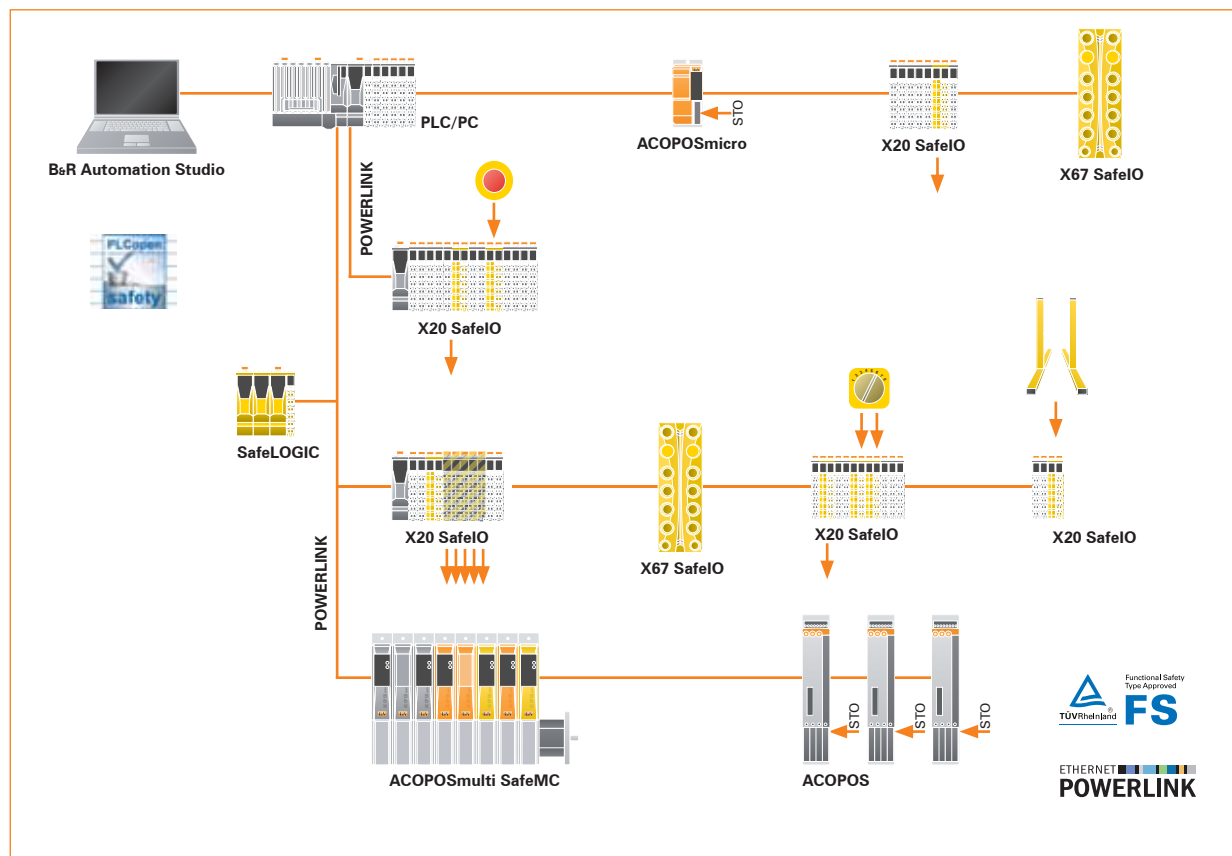 PLC/PC
STO
B&R Automation Studio
ACOPOSmicro
X20 SafeIO
X67 SafeIO
POWERLINK
PLCopen
safety
X20 SafeIO
SafeLOGIC
X20 SafeIO
X67 SafeIO
X20 SafeIO
X20 SafeIO
POWERLINK
STO
STO
STO
ACOPOSmulti SafeMC
ACOPOS
TÜVRheinland®
Functional Safety
Type Approved
FS
ETHERNET
POWERLINK